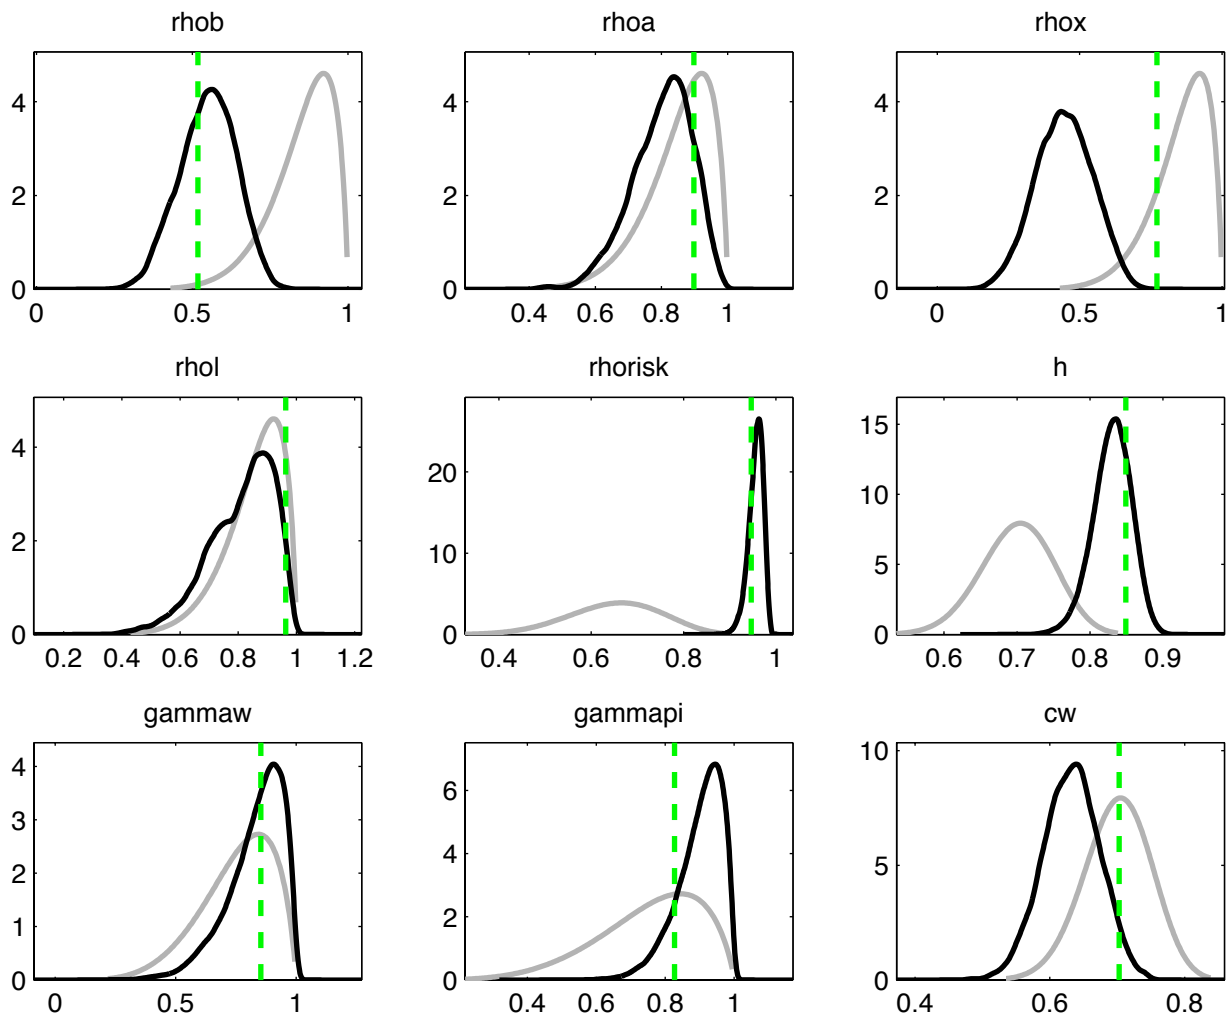 rhob rhoa rhox
4 4 4
2 2 2
0 0 0
0 0.5 1 0.4 0.6 0.8 1 0 0.5 1
rhol rhorisk h
15
4 20 10
2 10 5
0 0 0
0.2 0.4 0.6 0.8 1 1.2 0.4 0.6 0.8 1 0.6 0.7 0.8 0.9
gammaw gammapi cw
10
4 6
3 4 5
2 2
1
0 0 0
0 0.5 1 0.4 0.6 0.8 1 0.4 0.6 0.8